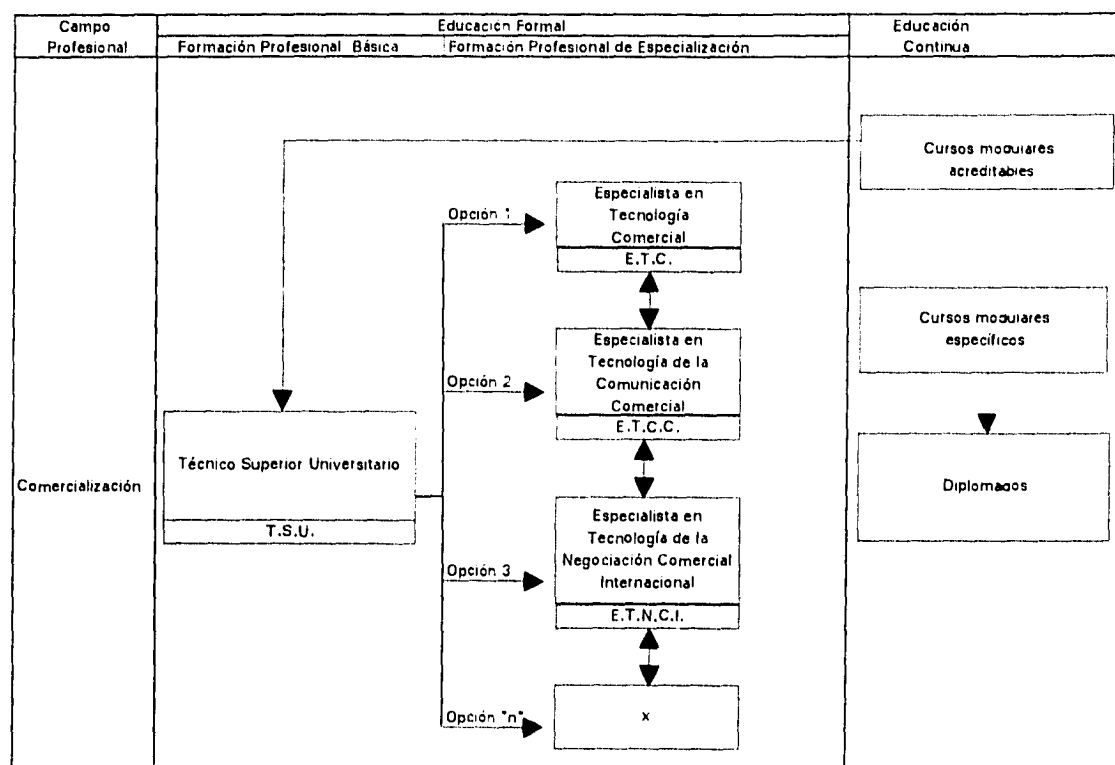 Campo
Profesional
Educación Formal
Formación Profesional Básica
Formación Profesional de Especialización
Educación
Continua
Cursos modulares
acreditables
Opción 1
Especialista en
Tecnología
Comercial
E.T.C.
Cursos modulares
específicos
Opción 2
Especialista en
Tecnología de la
Comunicación
Comercial
E.T.C.C.
Comercialización
Técnico Superior Universitario
T.S.U.
Diplomados
Opción 3
Especialista en
Tecnología de la
Negociación Comercial
Internacional
E.T.N.C.I.
Opción "n"
x